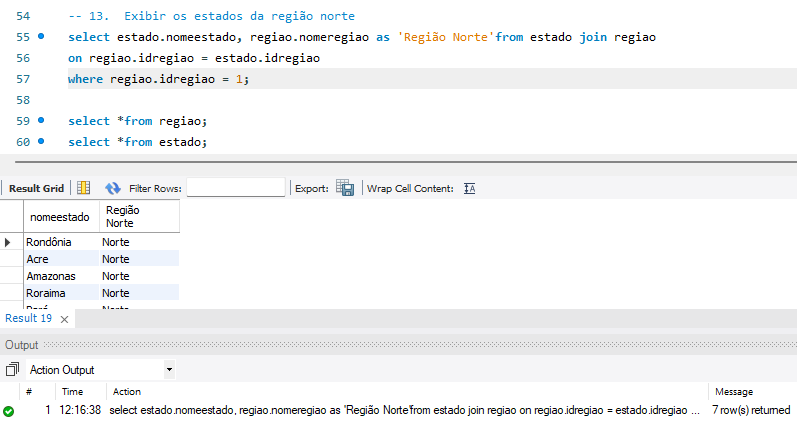 54 -- 13. Exibir os estados da região norte
55 select estado.nomeestado, regiao.nomeregiao as 'Região Norte'from estado join regiao
56 on regiao.idregiao = estado.idregiao
57 where regiao.idregiao = 1;
58
59 select *from regiao;
60 select *from estado;
Result Grid Filter Rows: Export: Wrap Cell Content:
nomeestado Região
Norte
Rondônia Norte
Acre Norte
Amazonas Norte
Roraima Norte
Pará Norte
Result 19
Output
Action Output
# Time Action Message
1 12:16:38 select estado.nomeestado, regiao.nomeregiao as 'Região Norte'from estado join regiao on regiao.idregiao = estado.idregiao ... 7 row(s) returned